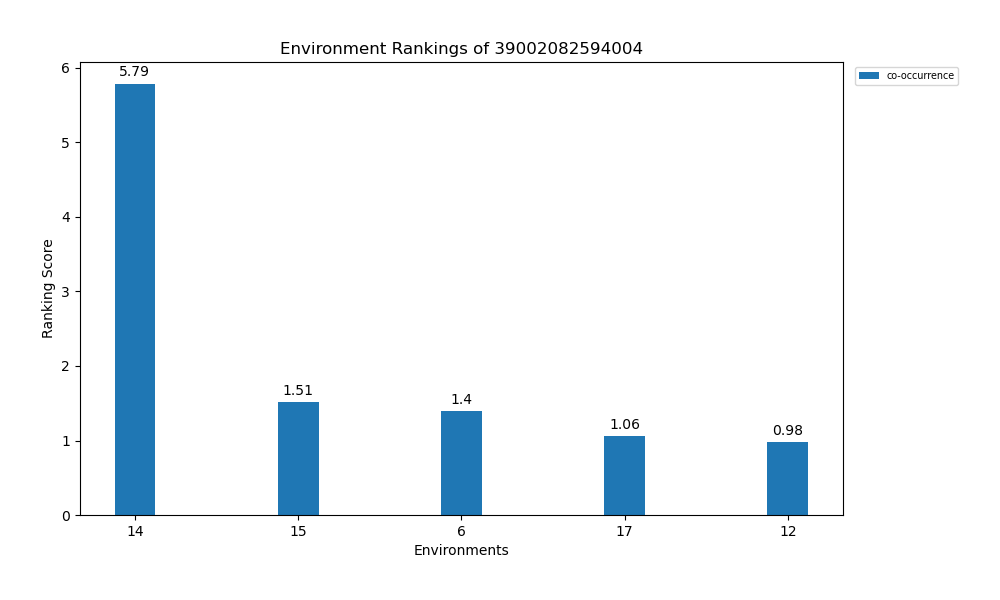 Environment Rankings of 39002082594004
co-occurrence
Ranking Score
6
5
4
3
2
1
0
5.79
1.51
1.4
1.06
0.98
14 15 6 17 12
Environments